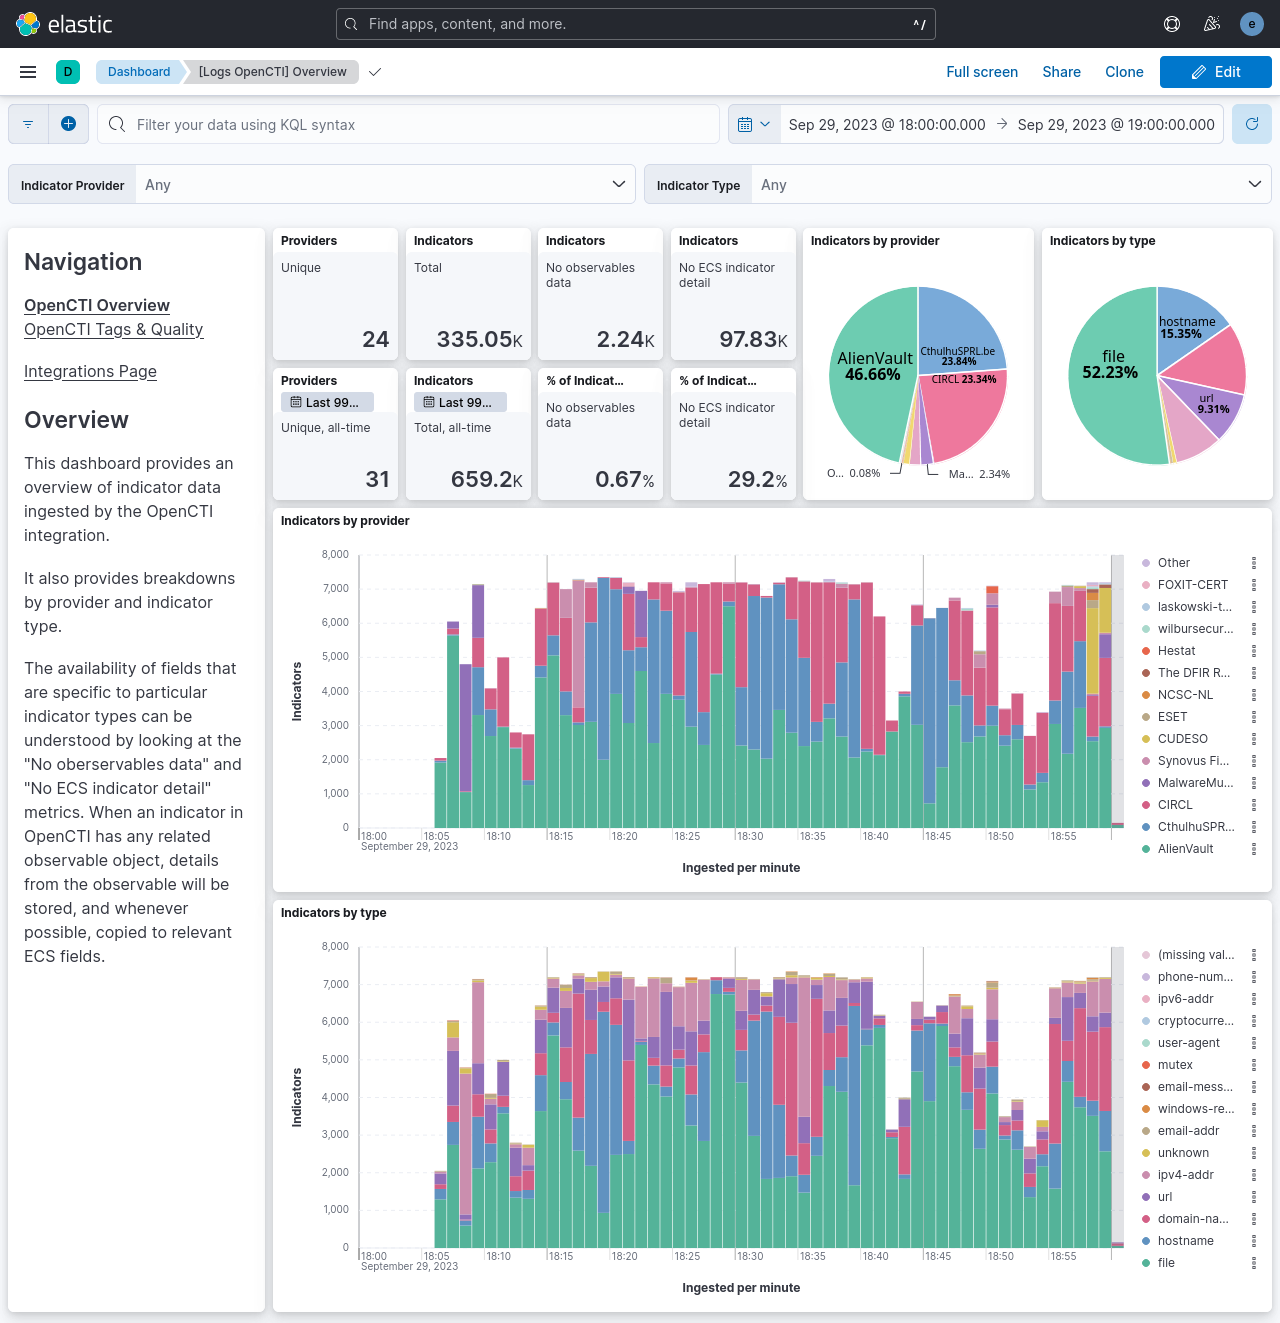 elastic
Find apps, content, and more.
^/
e
D
Dashboard
[Logs OpenCTI] Overview
Full screen
Share
Clone
Edit
Filter your data using KQL syntax
Sep 29, 2023 @ 18:00:00.000 → Sep 29, 2023 @ 19:00:00.000
Indicator Provider
Any
Indicator Type
Any
Navigation
OpenCTI Overview
OpenCTI Tags & Quality
Integrations Page
Overview
This dashboard provides an
overview of indicator data
ingested by the OpenCTI
integration.
It also provides breakdowns
by provider and indicator
type.
The availability of fields that
are specific to particular
indicator types can be
understood by looking at the
"No oberservables data" and
"No ECS indicator detail"
metrics. When an indicator in
OpenCTI has any related
observable object, details
from the observable will be
stored, and whenever
possible, copied to relevant
ECS fields.
Providers
Unique
24
Indicators
Total
335.05K
Indicators
No observables
data
2.24K
Indicators
No ECS indicator
detail
97.83K
Providers
Last 99...
Unique, all-time
31
Indicators
Last 99...
Total, all-time
659.2K
% of Indicat...
No observables
data
0.67%
% of Indicat...
No ECS indicator
detail
29.2%
Indicators by provider
AlienVault
46.66%
CthulhuSPRL.be
23.84%
CIRCL 23.34%
O... 0.08%
Ma... 2.34%
Indicators by type
file
52.23%
hostname
15.35%
url
9.31%
Indicators by provider
Indicators
8,000
7,000
6,000
5,000
4,000
3,000
2,000
1,000
0
18:00
18:05
18:10
18:15
18:20
18:25
18:30
18:35
18:40
18:45
18:50
18:55
September 29, 2023
Ingested per minute
Other
FOXIT-CERT
laskowski-t...
wilbursecur...
Hestat
The DFIR R...
NCSC-NL
ESET
CUDESO
Synovus Fi...
MalwareMu...
CIRCL
CthulhuSPR...
AlienVault
Indicators by type
Indicators
8,000
7,000
6,000
5,000
4,000
3,000
2,000
1,000
0
18:00
18:05
18:10
18:15
18:20
18:25
18:30
18:35
18:40
18:45
18:50
18:55
September 29, 2023
Ingested per minute
(missing val...
phone-num...
ipv6-addr
cryptocurre...
user-agent
mutex
email-mess...
windows-re...
email-addr
unknown
ipv4-addr
url
domain-na...
hostname
file